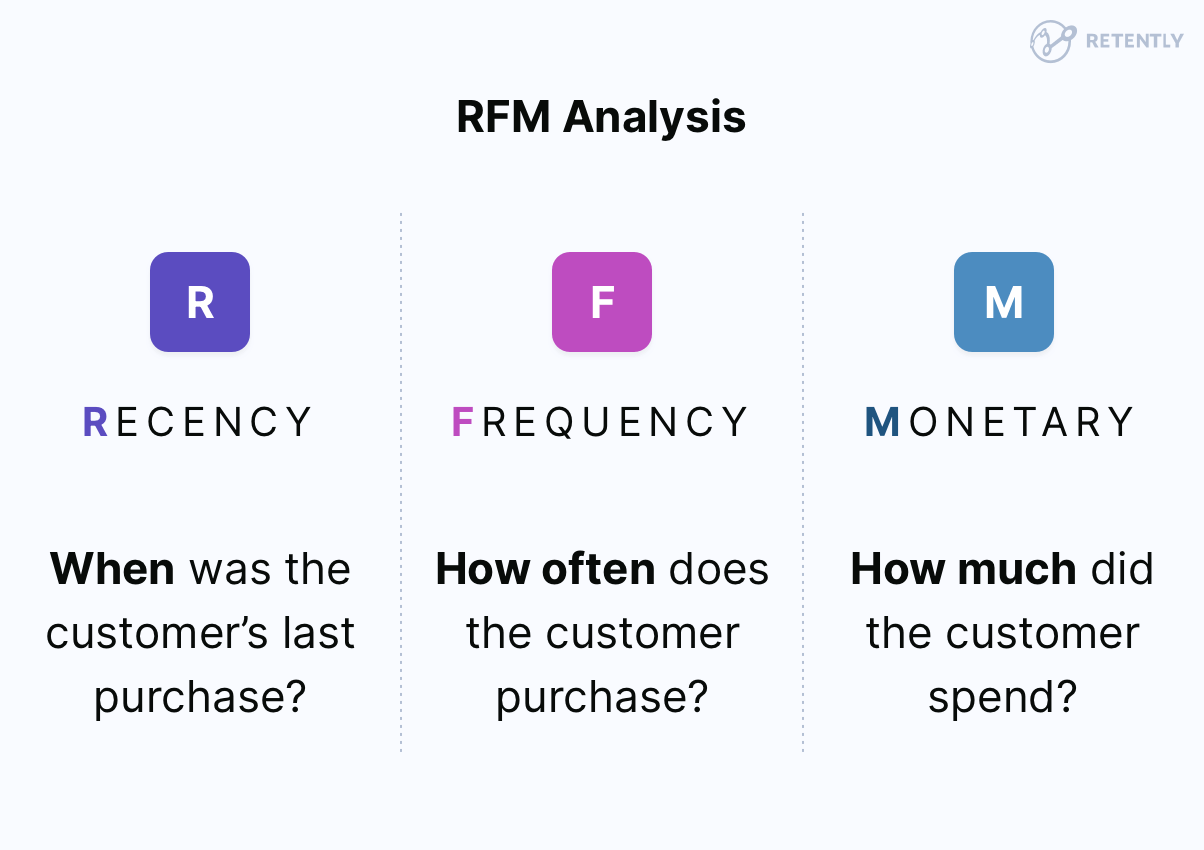 RETENTLY
RFM Analysis
R
RECENCY
When was the
customer’s last
purchase?
F
FREQUENCY
How often does
the customer
purchase?
M
MONETARY
How much did
the customer
spend?